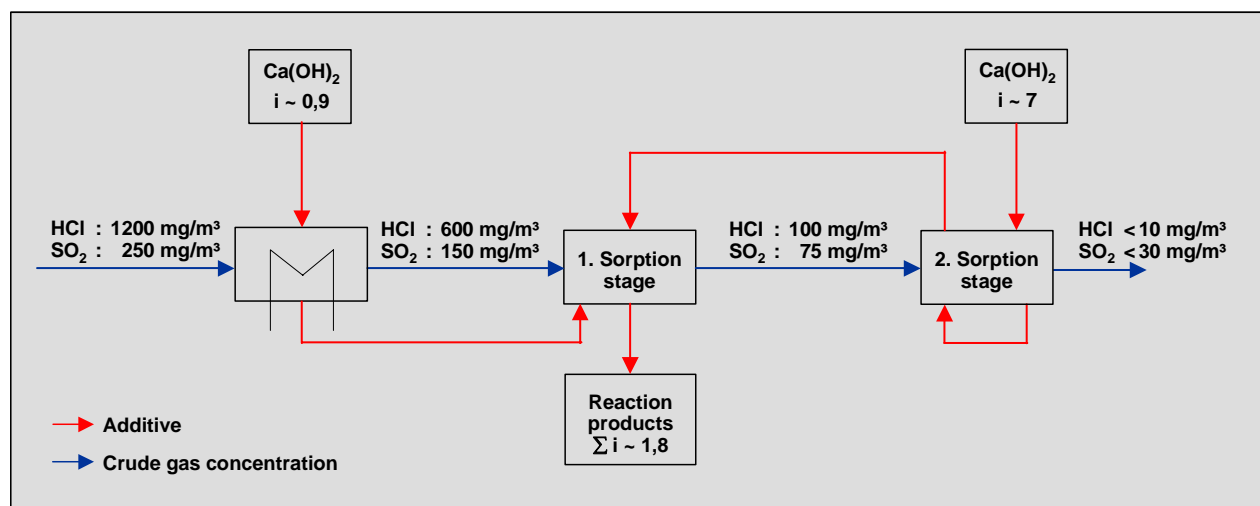 Ca(OH)₂
i ~ 0,9
Ca(OH)₂
i ~ 7
HCl : 1200 mg/m³
SO₂ : 250 mg/m³
HCl : 600 mg/m³
SO₂ : 150 mg/m³
1. Sorption
stage
HCl : 100 mg/m³
SO₂ : 75 mg/m³
2. Sorption
stage
HCl < 10 mg/m³
SO₂ < 30 mg/m³
Reaction
products
∑ i ~ 1,8
Additive
Crude gas concentration